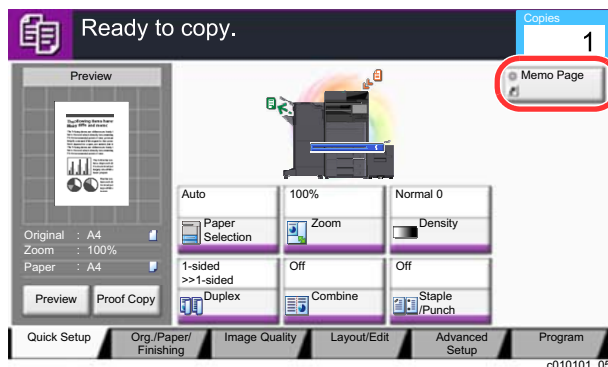 Ready to copy.
Copies
1
Memo Page
Preview
Original : A4
Zoom : 100%
Paper : A4
Preview
Proof Copy
Auto
Paper
Selection
100%
Zoom
Normal 0
Density
1-sided
>>1-sided
Duplex
Off
Combine
Off
Staple
/Punch
Quick Setup
Org./Paper/
Finishing
Image Quality
Layout/Edit
Advanced
Setup
Program
c010101_05